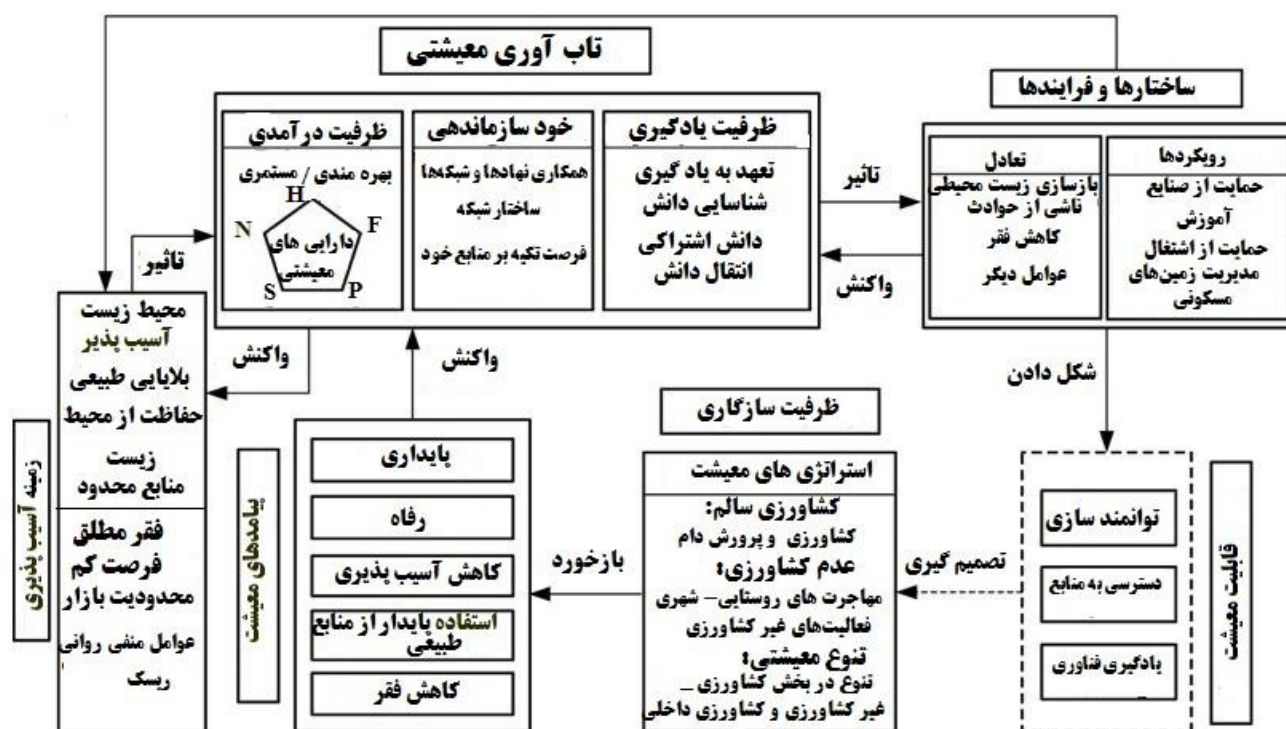 تاب آوری معیشتی
ساختارها و فرایندها
ظرفیت یادگیری
تعهد به یاد گیری
شناسایی دانش
دانش اشتراکی
انتقال دانش
خود سازماندهی
همکاری نهادها و شبکه‌ها
ساختار شبکه
فرصت تکیه بر منابع خود
ظرفیت درآمدی
بهره مندی / مستمری
H
N
F
دارایی های
معیشتی
S
P
تاثیر
واکنش
رویکردها
حمایت از صنایع
آموزش
حمایت از اشتغال
مدیریت زمین‌های
مسکونی
تعادل
بازسازی زیست محیطی
ناشی از حوادث
کاهش فقر
عوامل دیگر
تاثیر
واکنش
واکنش
شکل دادن
زمینه آسیب پذیری
محیط زیست
آسیب پذیر
بلایایی طبیعی
حفاظت از محیط
زیست
منابع محدود
فقر مطلق
فرصت کم
محدودیت بازار
عوامل منفی روانی
ریسک
قابلیت معیشت
توانمند سازی
دسترسی به منابع
یادگیری فناوری
تصمیم گیری
ظرفیت سازگاری
استراتژی های معیشت
کشاورزی سالم:
کشاورزی و پرورش دام
عدم کشاورزی:
مهاجرت های روستایی– شهری
فعالیت‌های غیر کشاورزی
تنوع معیشتی:
تنوع در بخش کشاورزی –
غیر کشاورزی و کشاورزی داخلی
بازخورد
پیامدهای معیشت
پایداری
رفاه
کاهش آسیب پذیری
استفاده پایدار از منابع
طبیعی
کاهش فقر